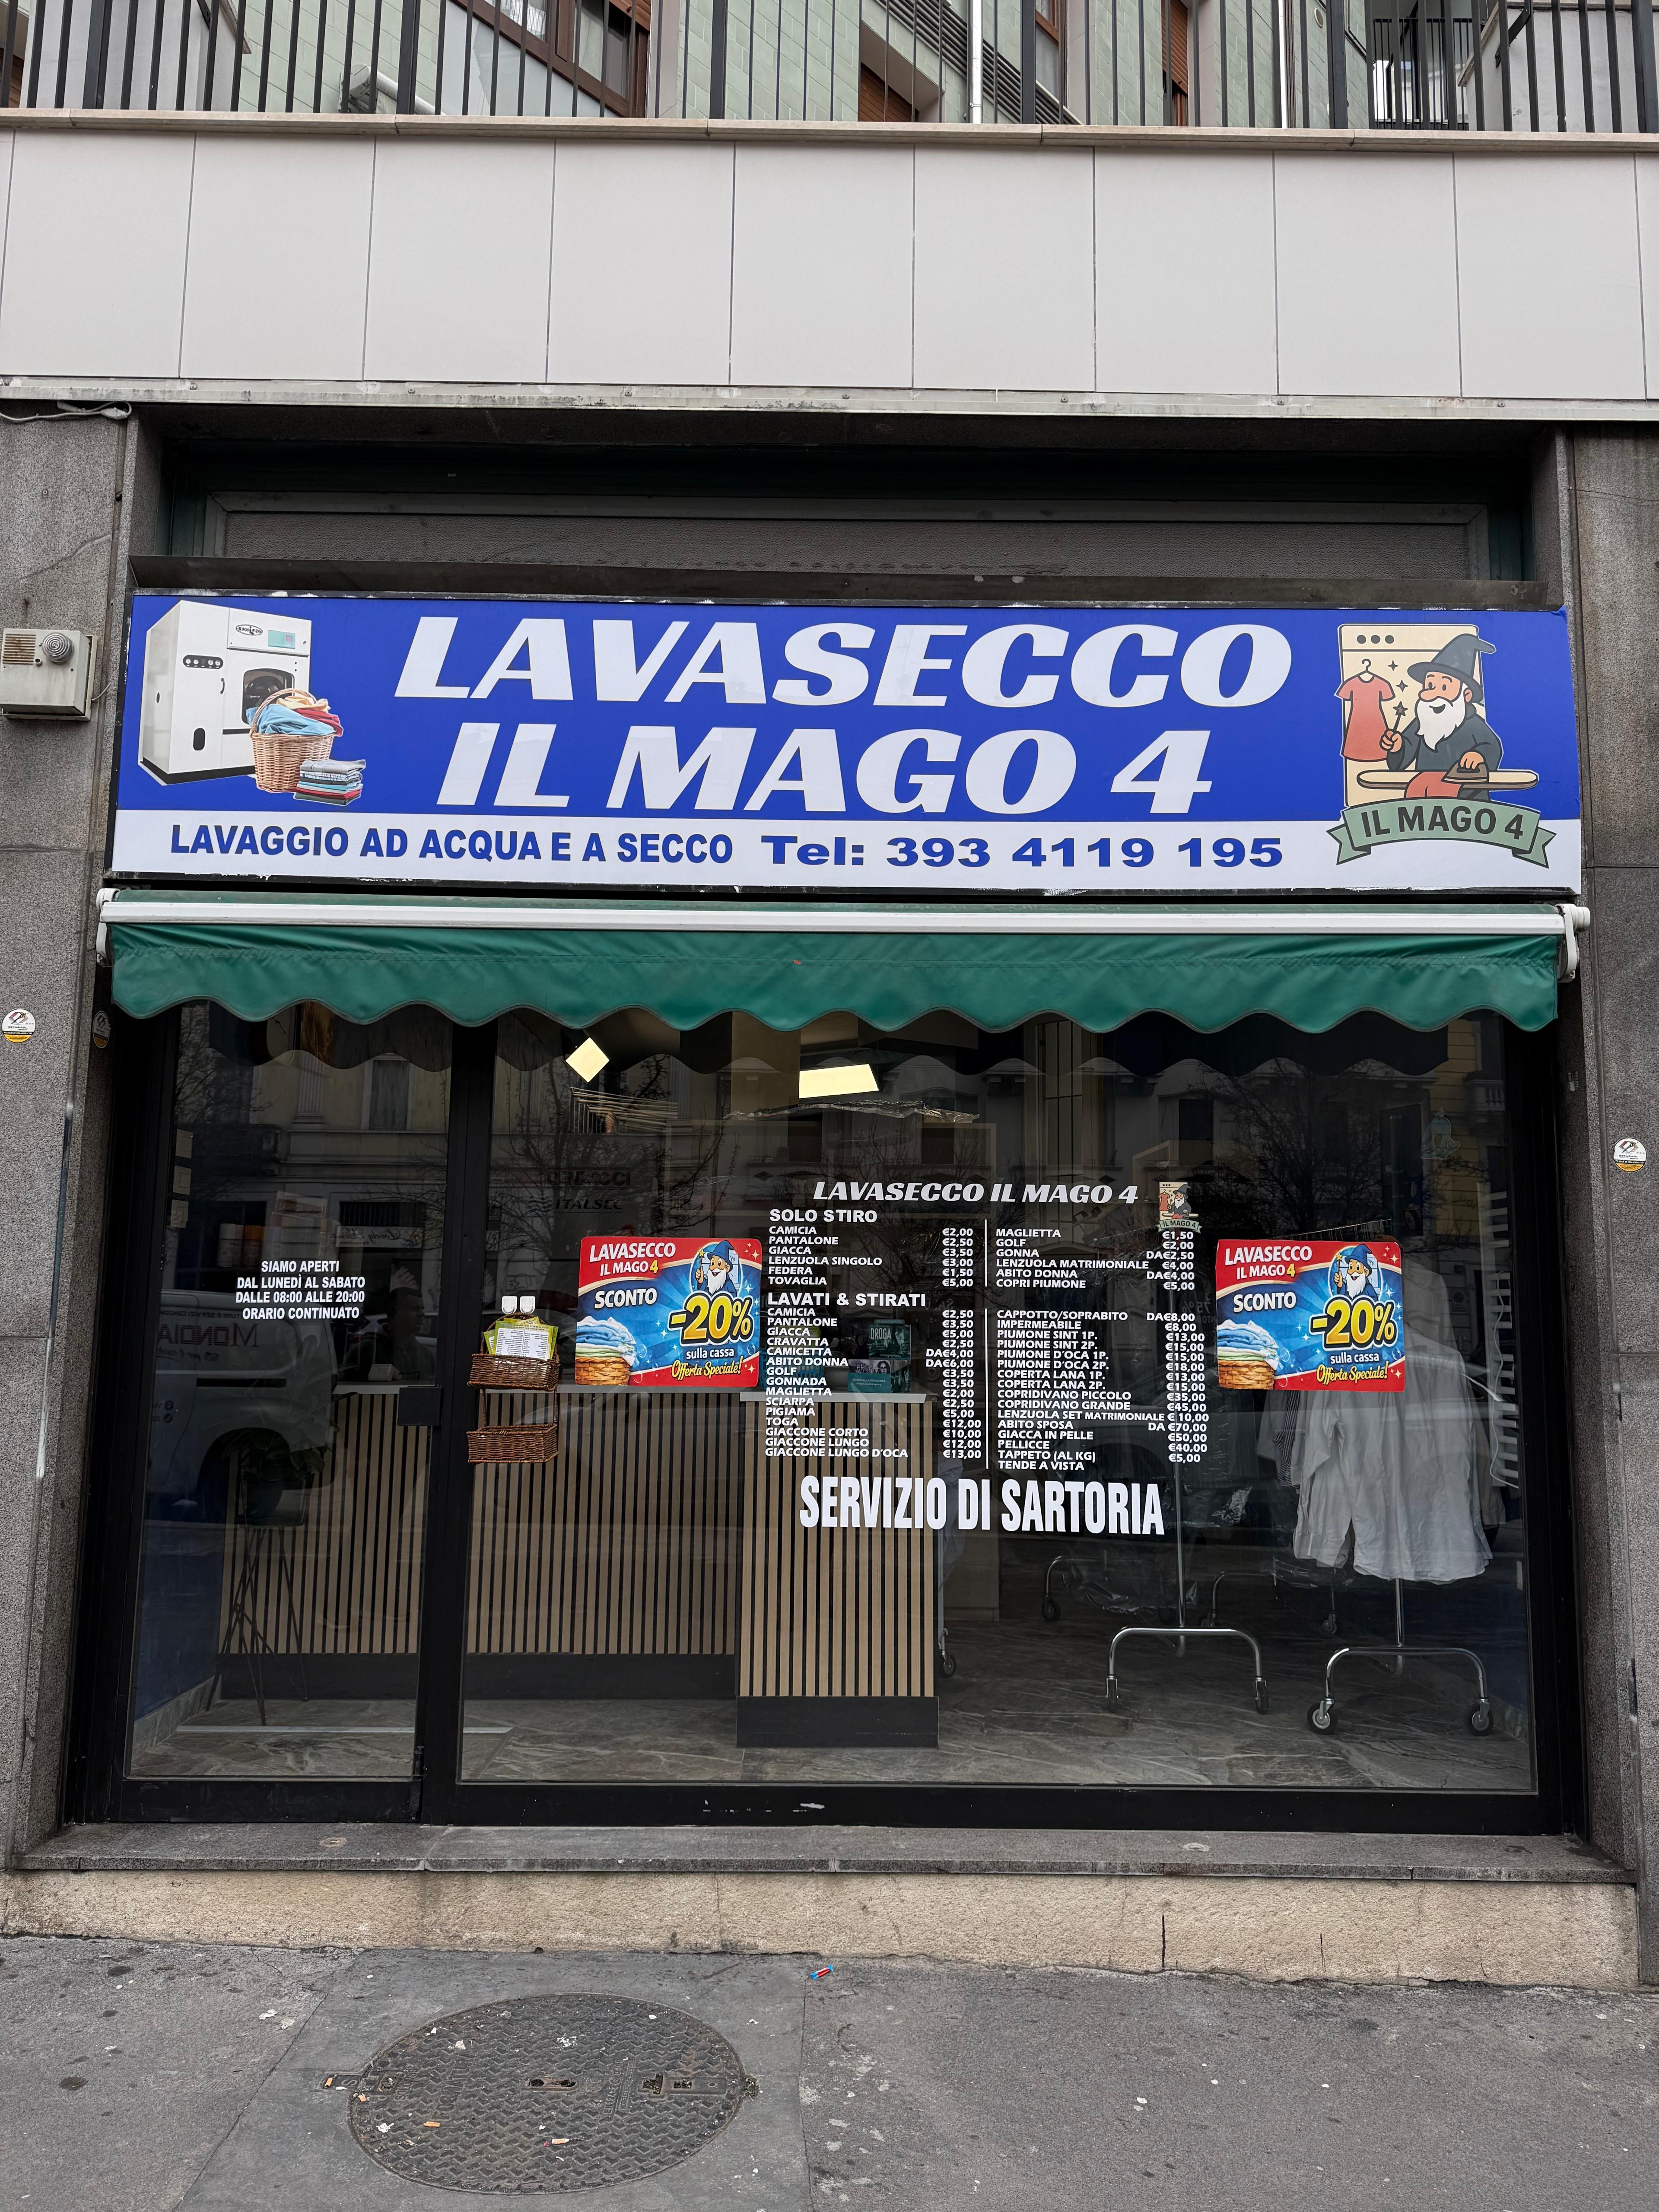 LAVASECCO
IL MAGO 4
LAVAGGIO AD ACQUA E A SECCO Tel: 393 4119 195
IL MAGO 4
SIAMO APERTI
DAL LUNEDÌ AL SABATO
DALLE 08:00 ALLE 20:00
ORARIO CONTINUATO
LAVASECCO
IL MAGO 4
SCONTO
-20%
sulla cassa
Offerta Speciale!
LAVASECCO IL MAGO 4
IL MAGO 4
SOLO STIRO
CAMICIA €2,00
PANTALONE €2,50
GIACCA €3,50
LENZUOLA SINGOLO €3,00
FEDERA €1,50
TOVAGLIA €5,00
MAGLIETTA €1,50
GOLF €2,00
GONNA DA€2,50
LENZUOLA MATRIMONIALE €4,00
ABITO DONNA DA€4,00
COPRI PIUMONE €5,00
LAVATI & STIRATI
CAMICIA €2,50
PANTALONE €3,50
GIACCA €5,00
CRAVATTA €2,50
CAMICETTA DA€4,00
ABITO DONNA DA€6,00
GOLF €3,50
GONNADA €3,50
MAGLIETTA €2,00
SCIARPA €2,50
PIGIAMA €5,00
TOGA €12,00
GIACCONE CORTO €10,00
GIACCONE LUNGO €12,00
GIACCONE LUNGO D'OCA €13,00
CAPPOTTO/SOPRABITO DA€8,00
IMPERMEABILE €8,00
PIUMONE SINT 1P. €13,00
PIUMONE SINT 2P. €15,00
PIUMONE D'OCA 1P. €15,00
PIUMONE D'OCA 2P. €18,00
COPERTA LANA 1P. €13,00
COPERTA LANA 2P. €15,00
COPRIDIVANO PICCOLO €35,00
COPRIDIVANO GRANDE €45,00
LENZUOLA SET MATRIMONIALE € 10,00
ABITO SPOSA DA €70,00
GIACCA IN PELLE €50,00
PELLICCE €40,00
TAPPETO (AL KG) €5,00
TENDE A VISTA
SERVIZIO DI SARTORIA
LAVASECCO
IL MAGO 4
SCONTO
-20%
sulla cassa
Offerta Speciale!
DROGA